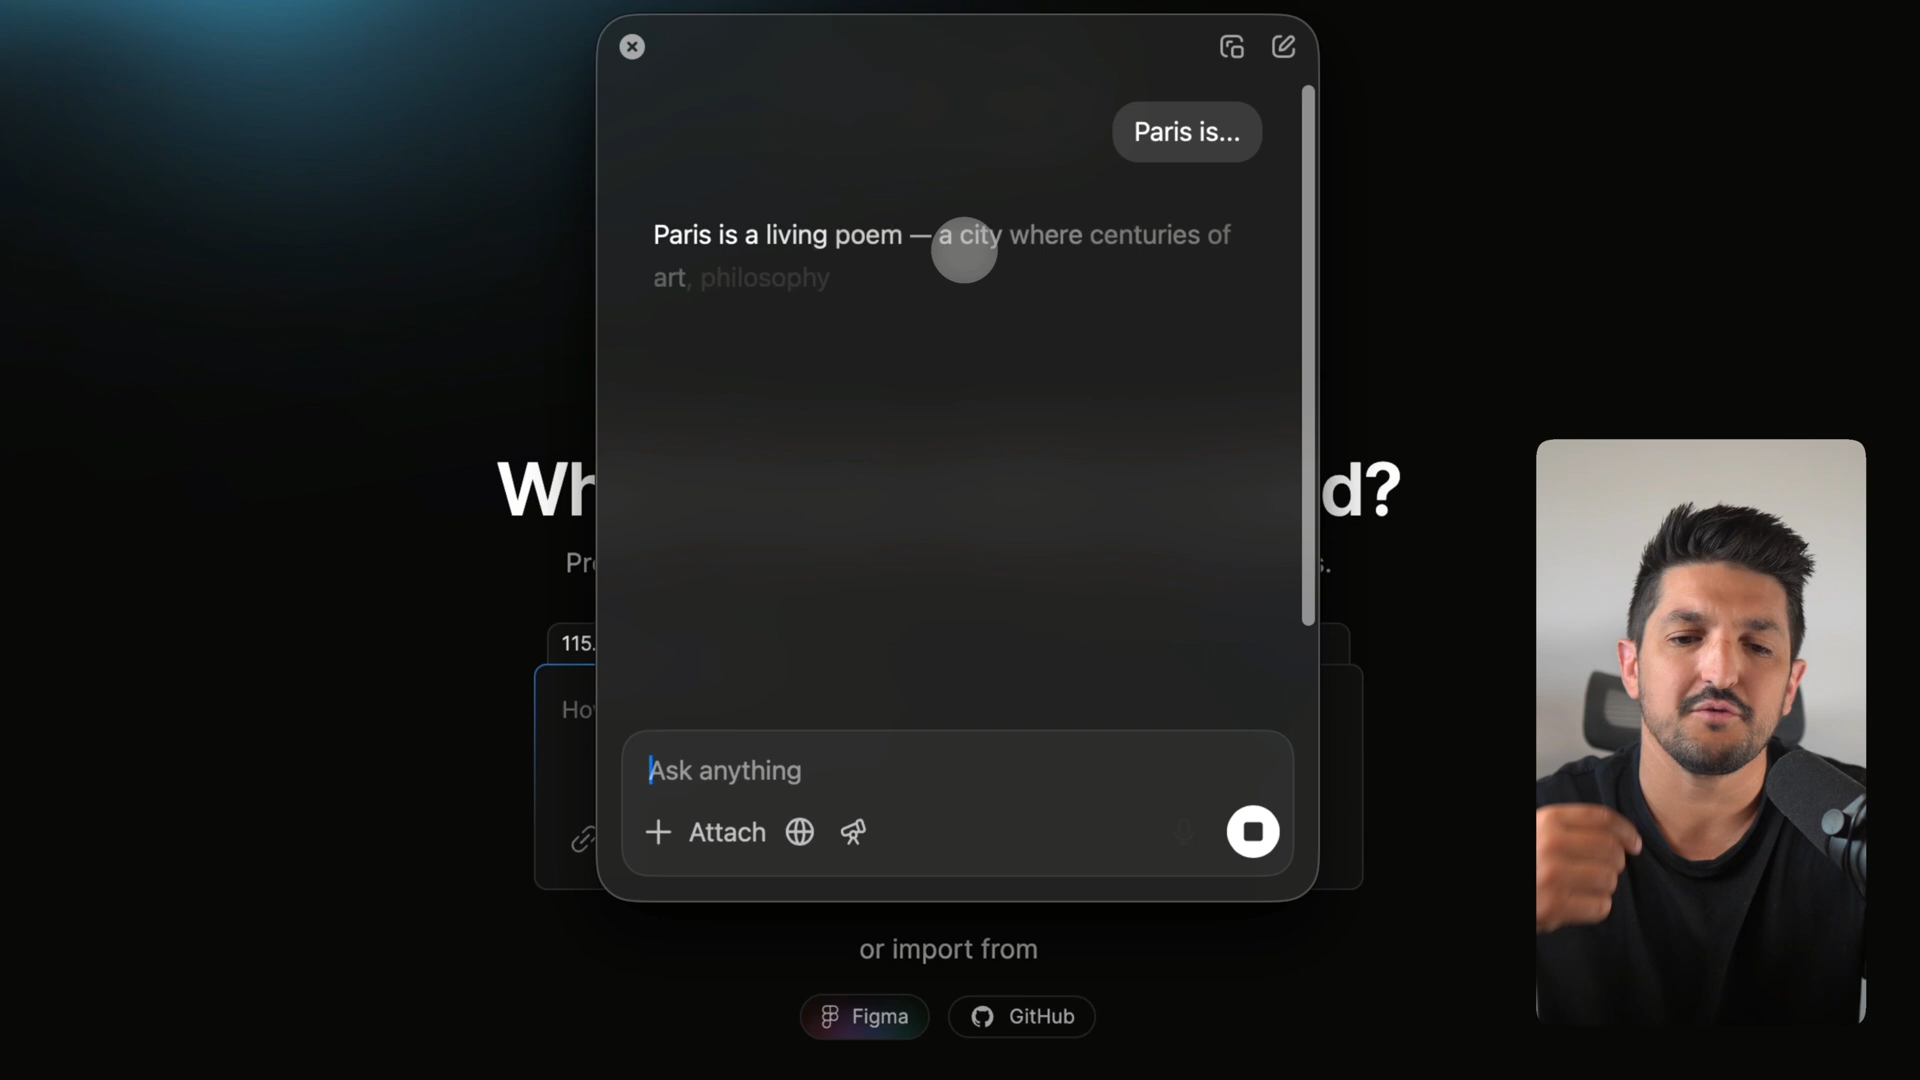 Paris is...
Paris is a living poem — a city where centuries of
art, philosophy
Wh
d?
Pr
s.
115.
Ho
Ask anything
Attach
or import from
Figma
GitHub